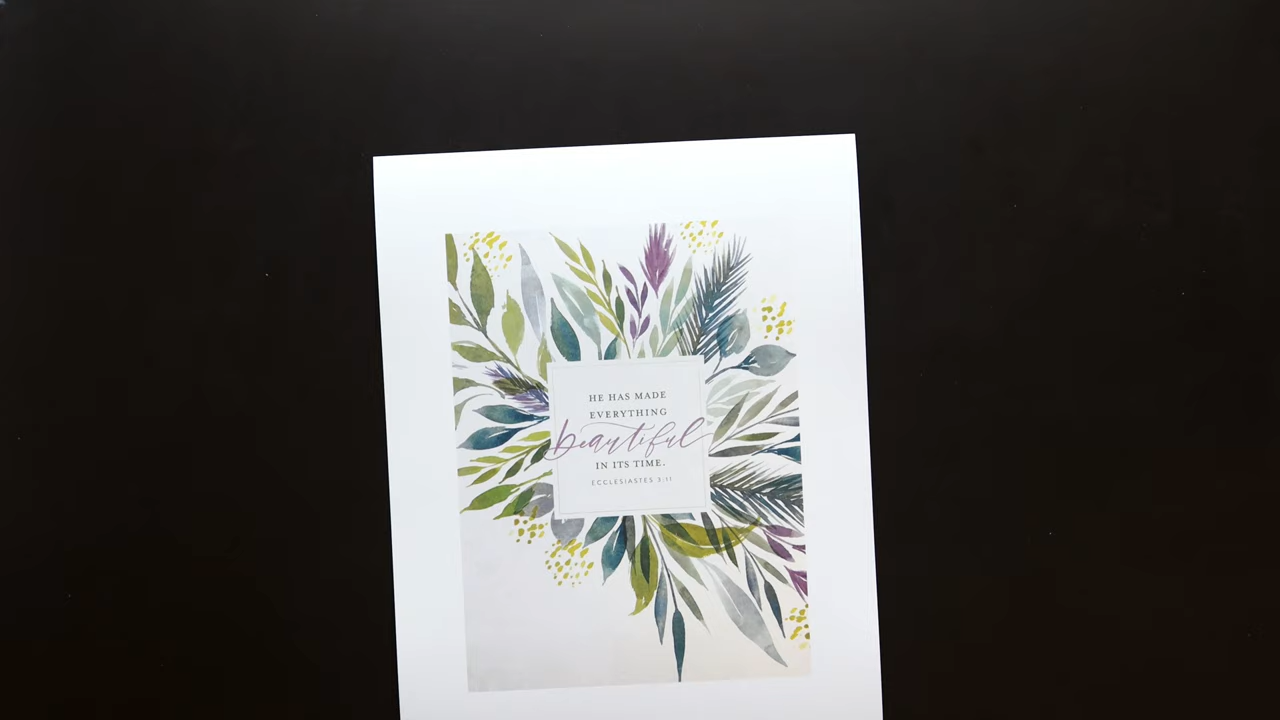 HE HAS MADE
EVERYTHING
beautiful
IN ITS TIME.
ECCLESIASTES 3:11